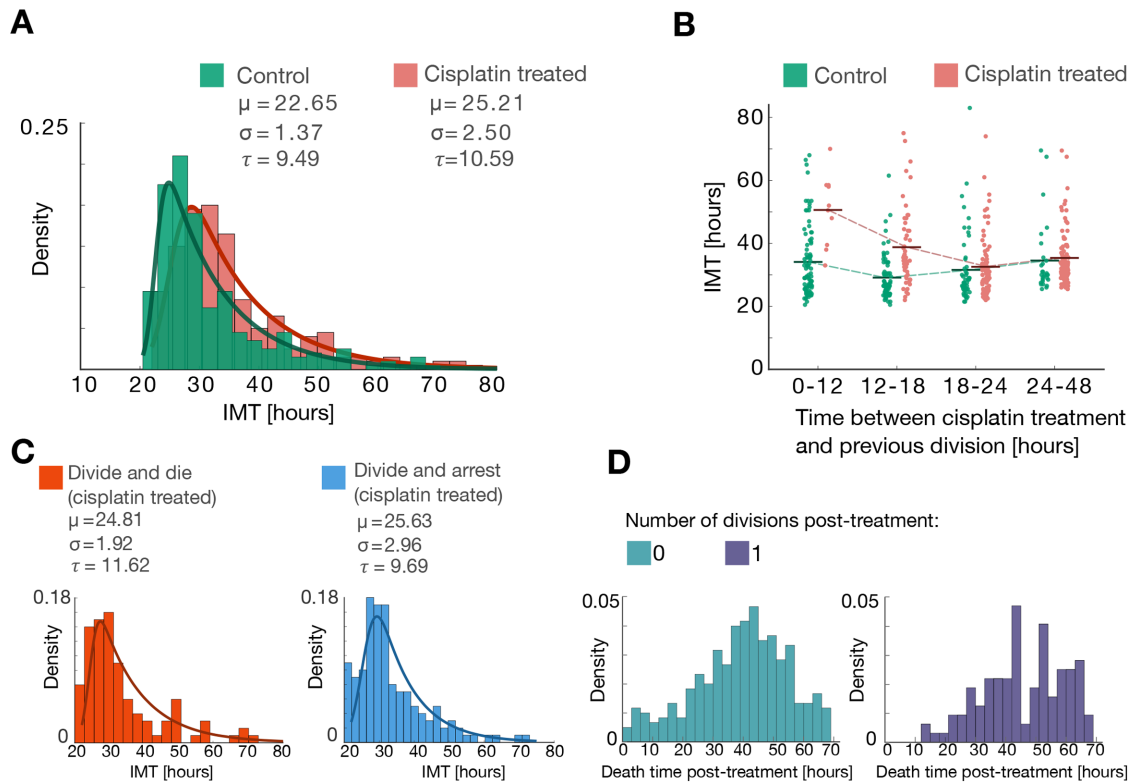 A
Control
μ = 22.65
σ = 1.37
τ = 9.49
Cisplatin treated
μ = 25.21
σ = 2.50
τ=10.59
0.25
Density
10 20 30 40 50 60 70 80
IMT [hours]
B
Control
Cisplatin treated
80
60
40
20
0
IMT [hours]
0-12 12-18 18-24 24-48
Time between cisplatin treatment
and previous division [hours]
C
Divide and die
(cisplatin treated)
μ =24.81
σ =1.92
τ = 11.62
0.18
Density
0
20 30 40 50 60 70 80
IMT [hours]
Divide and arrest
(cisplatin treated)
μ =25.63
σ =2.96
τ = 9.69
0.18
Density
0
20 30 40 50 60 70 80
IMT [hours]
D
Number of divisions post-treatment:
0
1
0.05
Density
0
0 10 20 30 40 50 60 70
Death time post-treatment [hours]
0.05
Density
0
0 10 20 30 40 50 60 70
Death time post-treatment [hours]